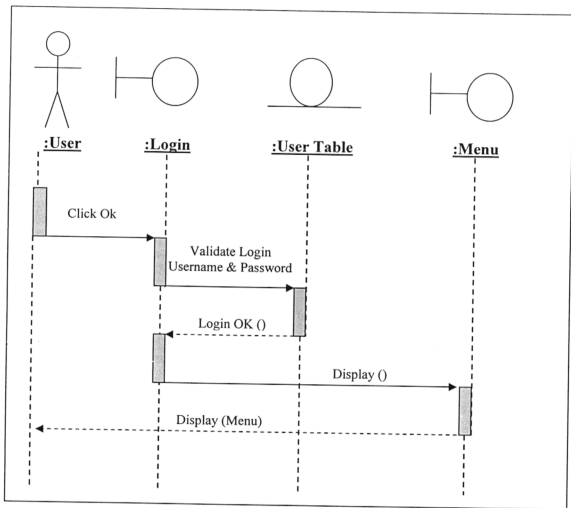 :User
:Login
:User Table
:Menu
Click Ok
Validate Login
Username & Password
Login OK ()
Display ()
Display (Menu)